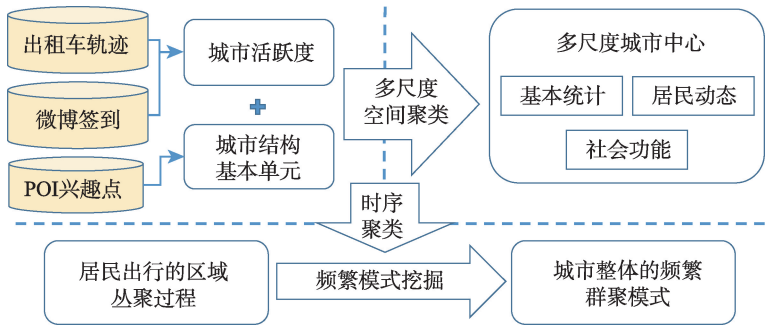 出租车轨迹
微博签到
POI兴趣点
城市活跃度
城市结构
基本单元
多尺度
空间聚类
多尺度城市中心
基本统计
居民动态
社会功能
时序
聚类
居民出行的区域
丛聚过程
频繁模式挖掘
城市整体的频繁
群聚模式